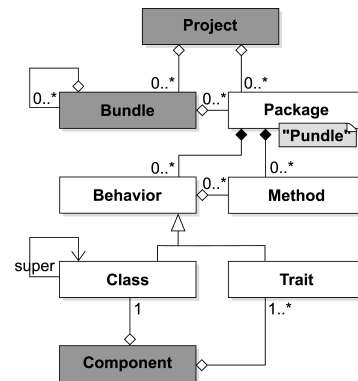 Project
0..* 0..*
0..* Bundle 0..* Package
"Pundle"
0..* 0..*
Behavior 0..* Method
super Class Trait
1 1..*
Component